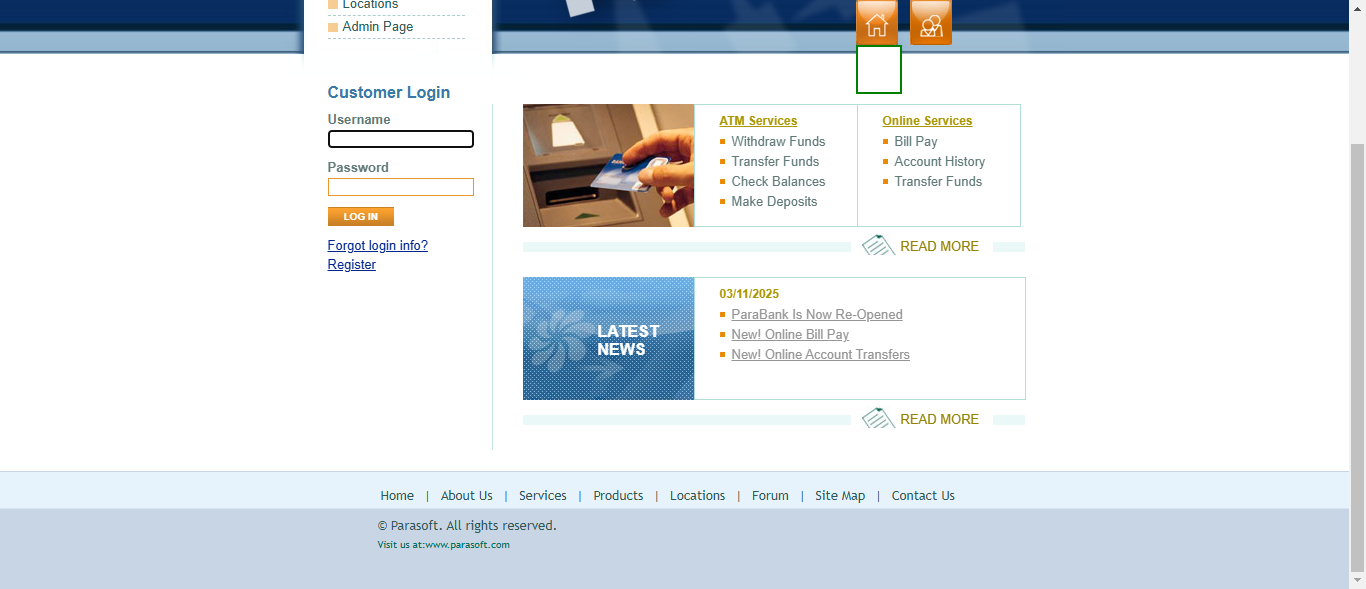 Locations
Admin Page
Customer Login
Username
Password
LOG IN
Forgot login info?
Register
ATM Services
Withdraw Funds
Transfer Funds
Check Balances
Make Deposits
Online Services
Bill Pay
Account History
Transfer Funds
READ MORE
LATEST
NEWS
03/11/2025
ParaBank Is Now Re-Opened
New! Online Bill Pay
New! Online Account Transfers
READ MORE
Home | About Us | Services | Products | Locations | Forum | Site Map | Contact Us
© Parasoft. All rights reserved.
Visit us at:www.parasoft.com